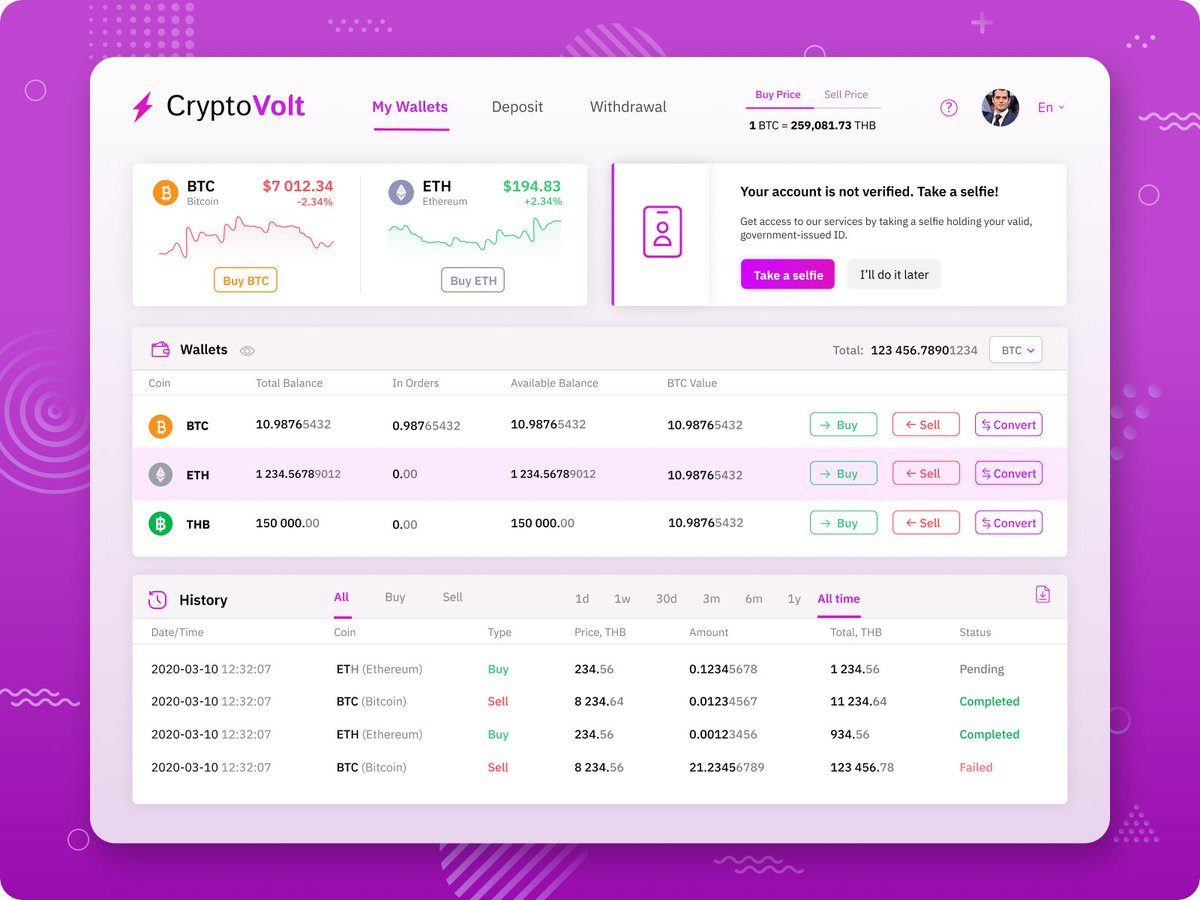 CryptoVolt
My Wallets Deposit Withdrawal
Buy Price Sell Price
1 BTC = 259,081.73 THB
? En
BTC $7 012.34
Bitcoin -2.34%
Buy BTC
ETH $194.83
Ethereum +2.34%
Buy ETH
Your account is not verified. Take a selfie!
Get access to our services by taking a selfie holding your valid,
government-issued ID.
Take a selfie I'll do it later
Wallets Total: 123 456.78901234 BTC
Coin Total Balance In Orders Available Balance BTC Value
BTC 10.98765432 0.98765432 10.98765432 10.98765432 → Buy ← Sell Convert
ETH 1 234.56789012 0.00 1 234.56789012 10.98765432 → Buy ← Sell Convert
THB 150 000.00 0.00 150 000.00 10.98765432 → Buy ← Sell Convert
History All Buy Sell 1d 1w 30d 3m 6m 1y All time
Date/Time Coin Type Price, THB Amount Total, THB Status
2020-03-10 12:32:07 ETH (Ethereum) Buy 234.56 0.12345678 1 234.56 Pending
2020-03-10 12:32:07 BTC (Bitcoin) Sell 8 234.64 0.01234567 11 234.64 Completed
2020-03-10 12:32:07 ETH (Ethereum) Buy 234.56 0.00123456 934.56 Completed
2020-03-10 12:32:07 BTC (Bitcoin) Sell 8 234.56 21.23456789 123 456.78 Failed